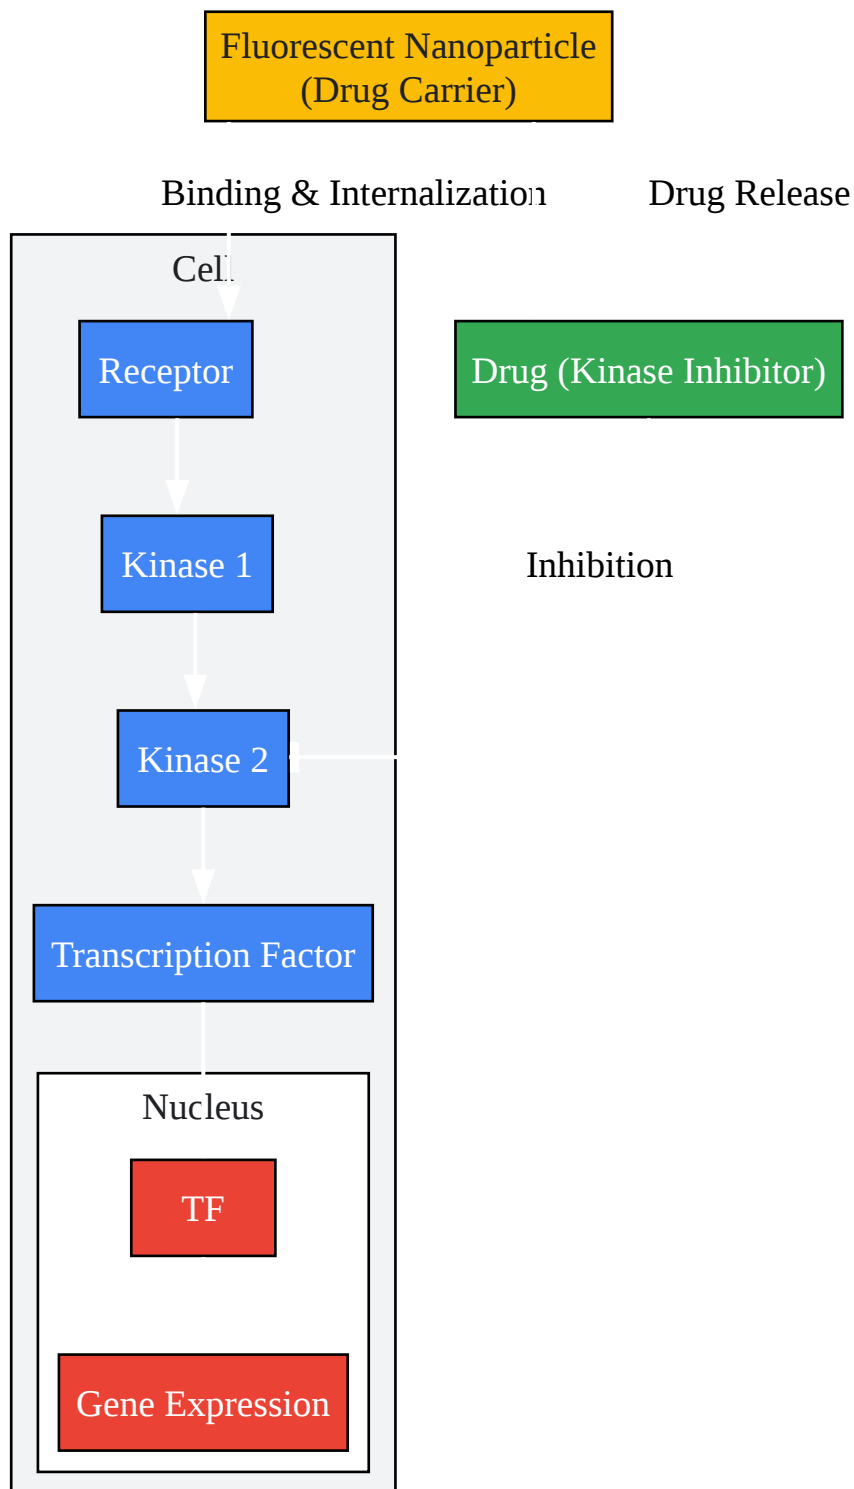 Fluorescent Nanoparticle
(Drug Carrier)
Binding & Internalization
Drug Release
Cell
Receptor
Drug (Kinase Inhibitor)
Kinase 1
Inhibition
Kinase 2
Transcription Factor
Nucleus
TF
Gene Expression